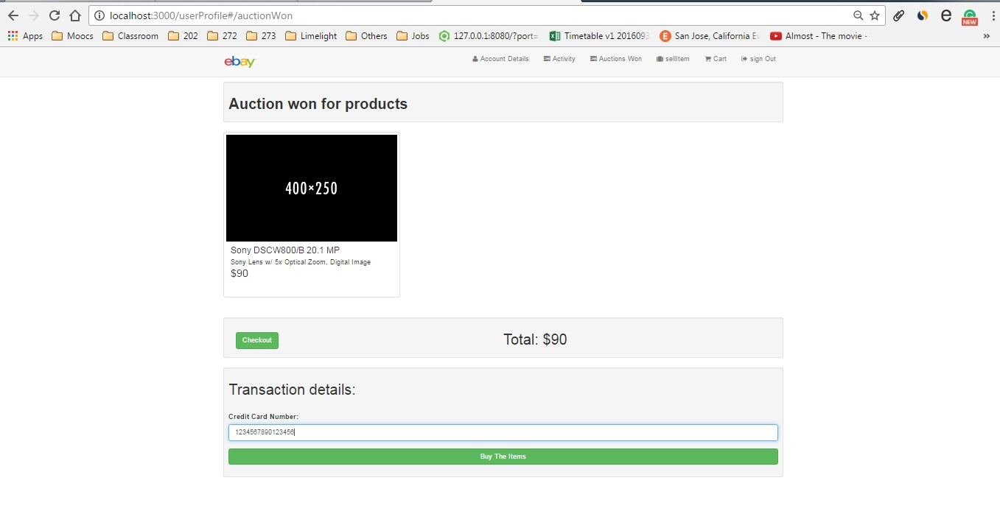 localhost:3000/userProfile#/auctionWon
NEW
Apps Moocs Classroom 202 272 273 Limelight Others Jobs 127.0.0.1:8080/?port= Timetable v1 2016093 San Jose, California Ev Almost - The movie - »
ebay Account Details Activity Auctions Won sellItem Cart sign Out
Auction won for products
400×250
Sony DSCW800/B 20.1 MP
Sony Lens w/ 5x Optical Zoom, Digital Image
$90
Checkout Total: $90
Transaction details:
Credit Card Number:
1234567890123456
Buy The Items